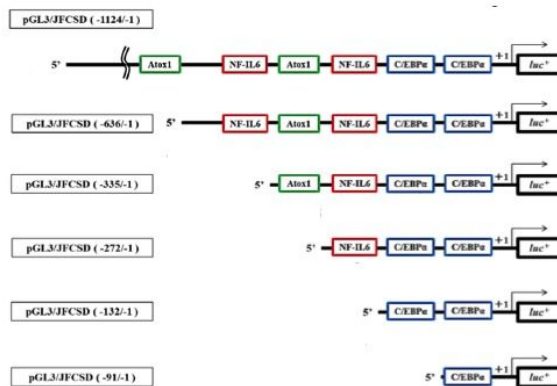 pGL3/JFCSD ( -1124/-1 )
5' Atox1 NF-IL6 Atox1 NF-IL6 C/EBPα C/EBPα +1 luc⁺
pGL3/JFCSD ( -636/-1 ) 5' NF-IL6 Atox1 NF-IL6 C/EBPα C/EBPα +1 luc⁺
pGL3/JFCSD ( -335/-1 ) 5' Atox1 NF-IL6 C/EBPα C/EBPα +1 luc⁺
pGL3/JFCSD ( -272/-1 ) 5' NF-IL6 C/EBPα C/EBPα +1 luc⁺
pGL3/JFCSD ( -132/-1 ) 5' C/EBPα C/EBPα +1 luc⁺
pGL3/JFCSD ( -91/-1 ) 5' C/EBPα +1 luc⁺